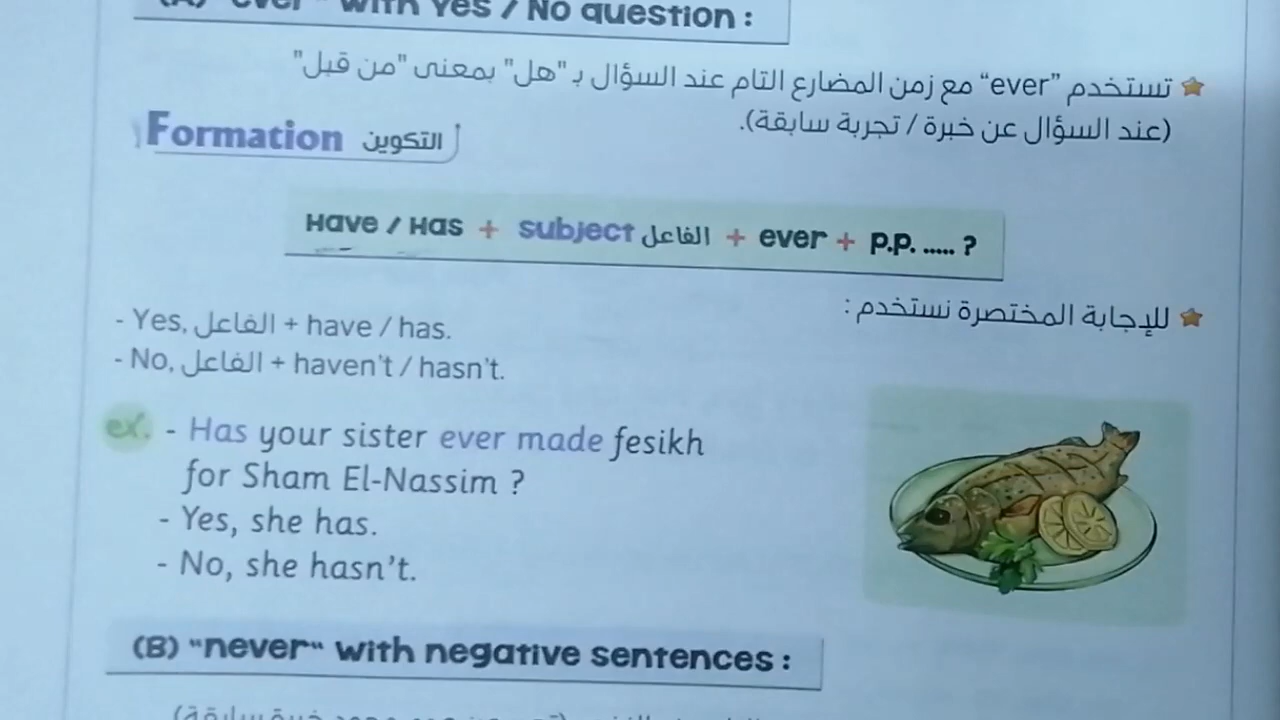 (A) "ever" with Yes / No question :
تستخدم "ever" مع زمن المضارع التام عند السؤال بـ "هل" بمعنى "من قبل"
(عند السؤال عن خبرة / تجربة سابقة).
Formation التكوين
Have / Has + subject الفاعل + ever + p.p. ..... ?
للإجابة المختصرة نستخدم :
- Yes, الفاعل + have / has.
- No, الفاعل + haven't / hasn't.
ex. - Has your sister ever made fesikh
for Sham El-Nassim ?
- Yes, she has.
- No, she hasn't.
(B) "never" with negative sentences :